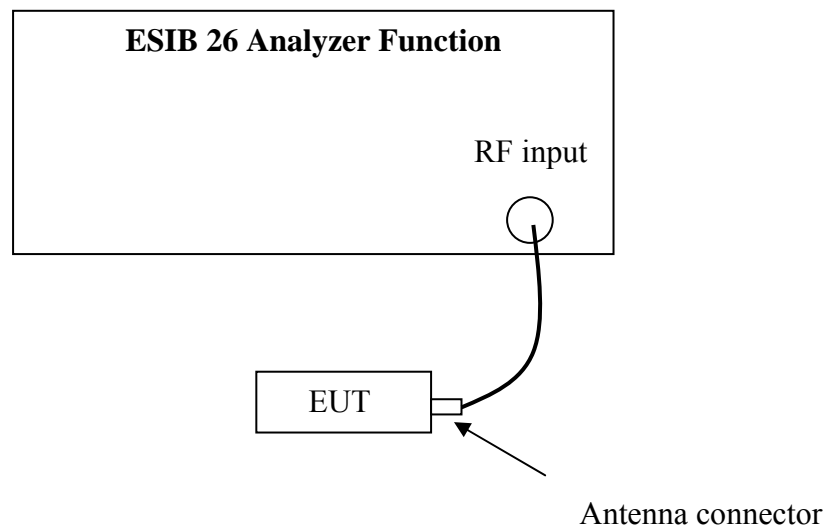 ESIB 26 Analyzer Function
RF input
EUT
Antenna connector